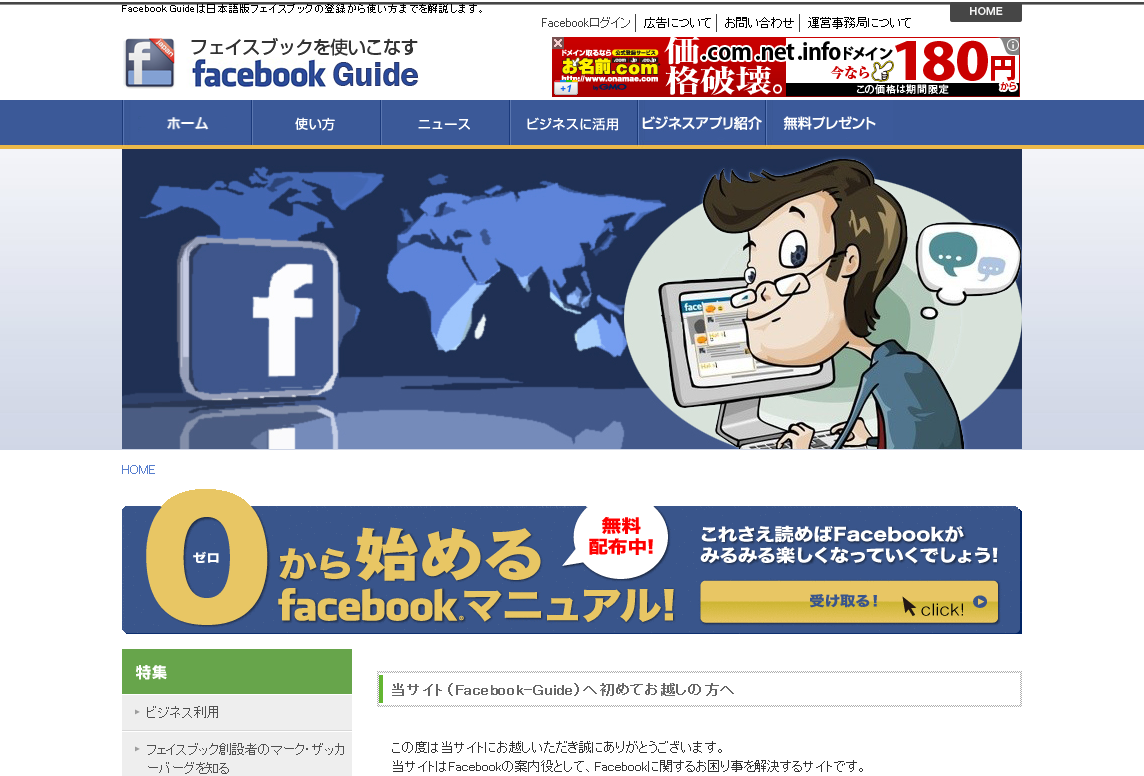 Facebook Guideは日本語版フェイスブックの登録から使い方までを解説します。
HOME
Facebookログイン
広告について
お問い合わせ
運営事務局について
JAPAN
フェイスブックを使いこなす
facebook Guide
ドメイン取るなら 公式登録サービス
お名前.com
http://www.onamae.com
+1
by GMO
価格破壊。
.com .net .infoドメイン
今なら
180円
から
この価格は期間限定
ホーム
使い方
ニュース
ビジネスに活用
ビジネスアプリ紹介
無料プレゼント
f
face
HOME
0
ゼロ
から始める
facebook®マニュアル!
無料
配布中!
これさえ読めばFacebookが
みるみる楽しくなっていくでしょう!
受け取る!
click!
特集
ビジネス利用
フェイスブック創設者のマーク・ザッカ
ーバーグを知る
当サイト（Facebook-Guide）へ初めてお越しの方へ
この度は当サイトにお越しいただき誠にありがとうございます。
当サイトはFacebookの案内役として、Facebookに関するお困り事を解決するサイトです。